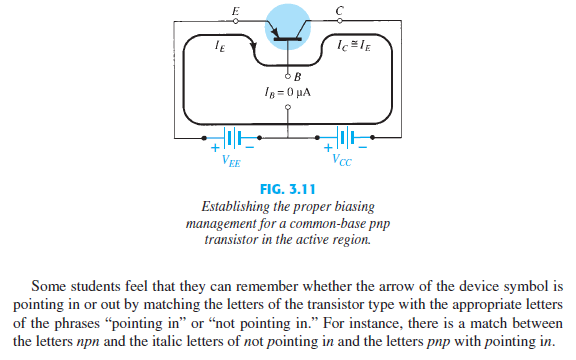 E
C
I_E
I_C ≅ I_E
B
I_B = 0 μA
+ − + −
V_EE
V_CC
FIG. 3.11
Establishing the proper biasing
management for a common-base pnp
transistor in the active region.
Some students feel that they can remember whether the arrow of the device symbol is
pointing in or out by matching the letters of the transistor type with the appropriate letters
of the phrases “pointing in” or “not pointing in.” For instance, there is a match between
the letters npn and the italic letters of not pointing in and the letters pnp with pointing in.